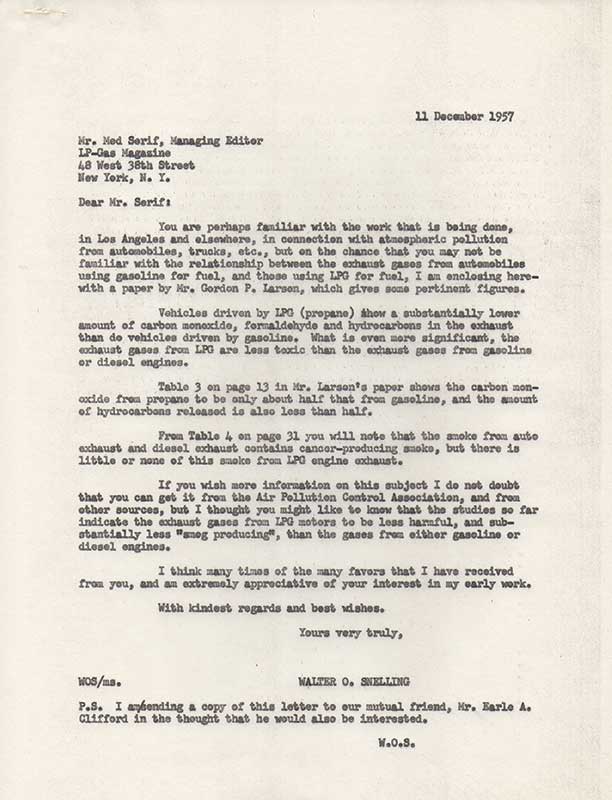 11 December 1957
Mr. Med Serif, Managing Editor
LP-Gas Magazine
48 West 38th Street
New York, N. Y.
Dear Mr. Serif:
You are perhaps familiar with the work that is being done,
in Los Angeles and elsewhere, in connection with atmospheric pollution
from automobiles, trucks, etc., but on the chance that you may not be
familiar with the relationship between the exhaust gases from automobiles
using gasoline for fuel, and those using LPG for fuel, I am enclosing here-
with a paper by Mr. Gordon P. Larson, which gives some pertinent figures.
Vehicles driven by LPG (propane) show a substantially lower
amount of carbon monoxide, formaldehyde and hydrocarbons in the exhaust
than do vehicles driven by gasoline. What is even more significant, the
exhaust gases from LPG are less toxic than the exhaust gases from gasoline
or diesel engines.
Table 3 on page 13 in Mr. Larson's paper shows the carbon mon-
oxide from propane to be only about half that from gasoline, and the amount
of hydrocarbons released is also less than half.
From Table 4 on page 31 you will note that the smoke from auto
exhaust and diesel exhaust contains cancer-producing smoke, but there is
little or none of this smoke from LPG engine exhaust.
If you wish more information on this subject I do not doubt
that you can get it from the Air Pollution Control Association, and from
other sources, but I thought you might like to know that the studies so far
indicate the exhaust gases from LPG motors to be less harmful, and sub-
stantially less "smog producing", than the gases from either gasoline or
diesel engines.
I think many times of the many favors that I have received
from you, and am extremely appreciative of your interest in my early work.
With kindest regards and best wishes.
Yours very truly,
WOS/ms.
WALTER O. SNELLING
P.S. I am sending a copy of this letter to our mutual friend, Mr. Earle A.
Clifford in the thought that he would also be interested.
W.O.S.